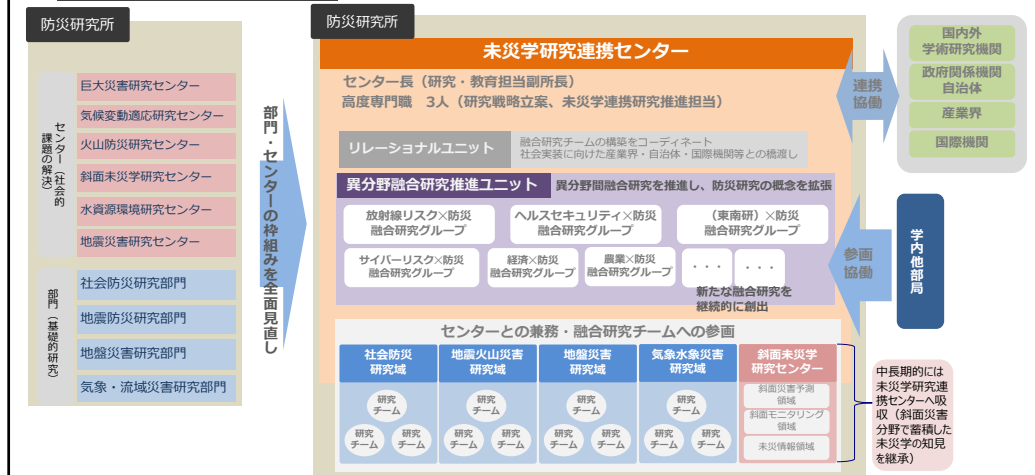 防災研究所
センター（社会的
課題の解決）
巨大災害研究センター
気候変動適応研究センター
火山防災研究センター
斜面未災学研究センター
水資源環境研究センター
地震災害研究センター
部門（基礎的研究）
社会防災研究部門
地震防災研究部門
地盤災害研究部門
気象・流域災害研究部門
部門・センターの枠組みを全面見直し
防災研究所
未災学研究連携センター
センター長（研究・教育担当副所長）
高度専門職　3人（研究戦略立案、未災学連携研究推進担当）
リレーショナルユニット
融合研究チームの構築をコーディネート
社会実装に向けた産業界・自治体・国際機関等との橋渡し
異分野融合研究推進ユニット
異分野間融合研究を推進し、防災研究の概念を拡張
放射線リスク×防災
融合研究グループ
ヘルスセキュリティ×防災
融合研究グループ
（東南研）×防災
融合研究グループ
サイバーリスク×防災
融合研究グループ
経済×防災
融合研究グループ
農業×防災
融合研究グループ
・・・
・・・
新たな融合研究を
継続的に創出
センターとの兼務・融合研究チームへの参画
社会防災
研究域
研究
チーム
研究
チーム
研究
チーム
地震火山災害
研究域
研究
チーム
研究
チーム
研究
チーム
地盤災害
研究域
研究
チーム
研究
チーム
研究
チーム
気象水象災害
研究域
研究
チーム
研究
チーム
研究
チーム
斜面未災学
研究センター
斜面災害予測
領域
斜面モニタリング
領域
未災情報領域
連携
協働
国内外
学術研究機関
政府関係機関
自治体
産業界
国際機関
参画
協働
学内他部局
中長期的には
未災学研究連
携センターへ吸
収（斜面災害
分野で蓄積した
未災学の知見
を継承）